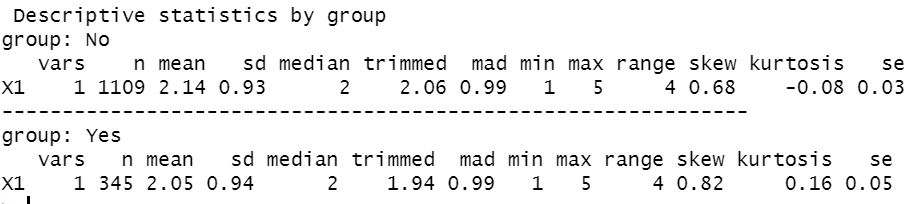 Descriptive statistics by group
group: No
   vars    n mean   sd median trimmed  mad min max range skew kurtosis   se
X1    1 1109 2.14 0.93      2    2.06 0.99   1   5     4 0.68    -0.08 0.03
------------------------------------------------------------
group: Yes
   vars   n mean   sd median trimmed  mad min max range skew kurtosis   se
X1    1 345 2.05 0.94      2    1.94 0.99   1   5     4 0.82     0.16 0.05